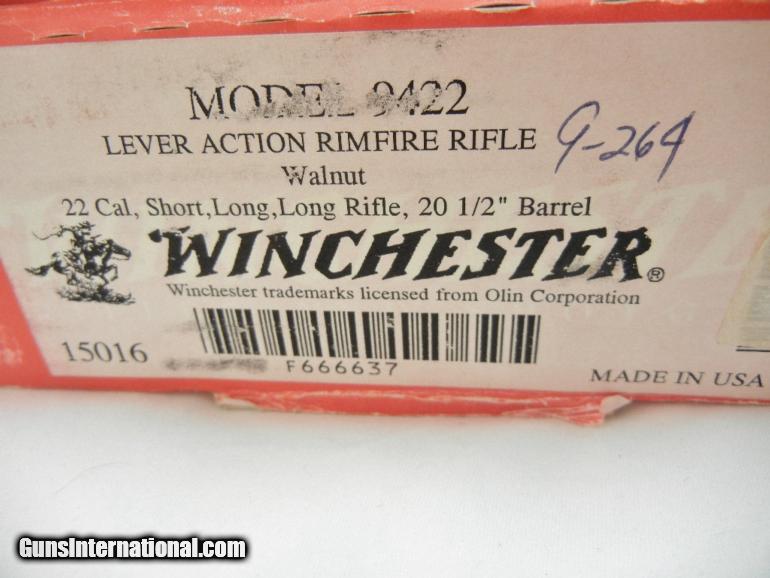 MODEL 9422
LEVER ACTION RIMFIRE RIFLE
G-264
Walnut
22 Cal, Short,Long,Long Rifle, 20 1/2" Barrel
WINCHESTER®
Winchester trademarks licensed from Olin Corporation
15016
F666637
MADE IN USA
GunsInternational.com